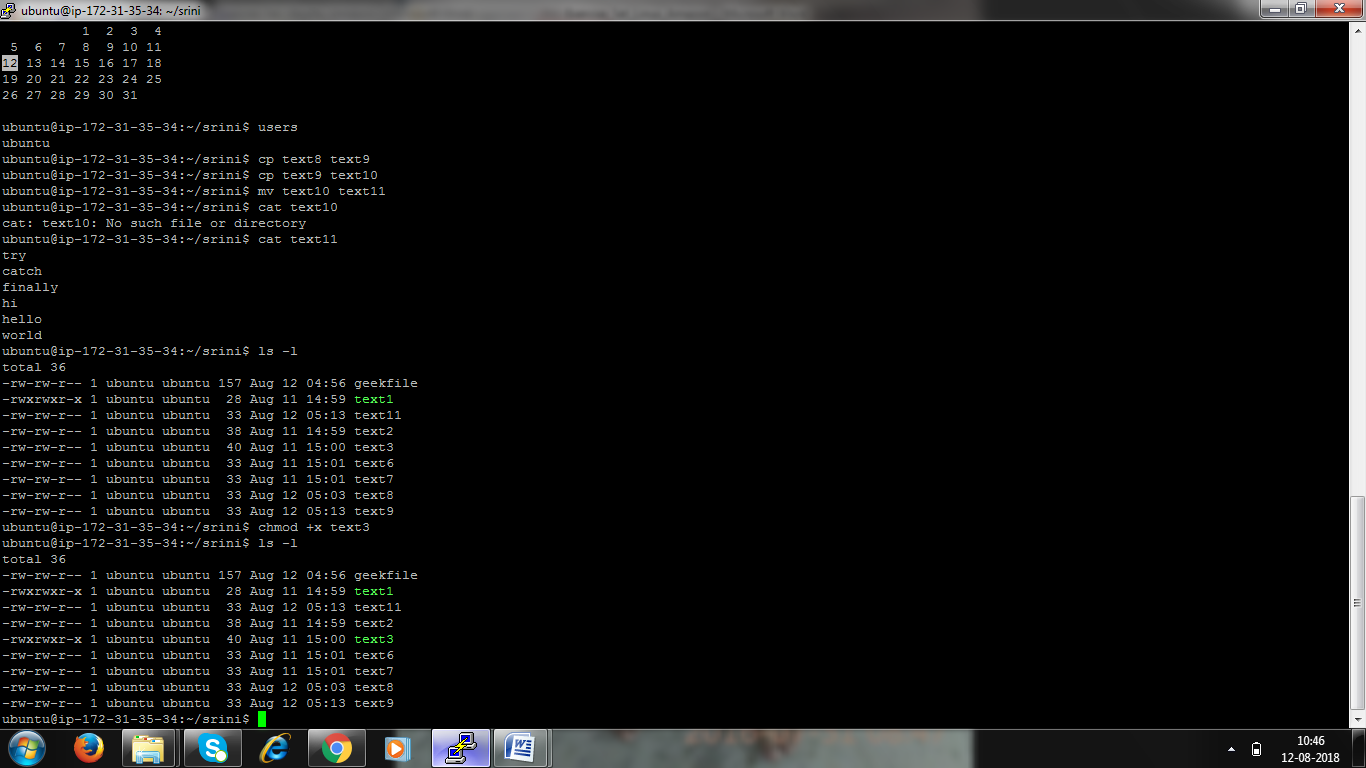 ubuntu@ip-172-31-35-34: ~/srini
1 2 3 4
5 6 7 8 9 10 11
12 13 14 15 16 17 18
19 20 21 22 23 24 25
26 27 28 29 30 31
ubuntu@ip-172-31-35-34:~/srini$ users
ubuntu
ubuntu@ip-172-31-35-34:~/srini$ cp text8 text9
ubuntu@ip-172-31-35-34:~/srini$ cp text9 text10
ubuntu@ip-172-31-35-34:~/srini$ mv text10 text11
ubuntu@ip-172-31-35-34:~/srini$ cat text10
cat: text10: No such file or directory
ubuntu@ip-172-31-35-34:~/srini$ cat text11
try
catch
finally
hi
hello
world
ubuntu@ip-172-31-35-34:~/srini$ ls -l
total 36
-rw-rw-r-- 1 ubuntu ubuntu 157 Aug 12 04:56 geekfile
-rwxrwxr-x 1 ubuntu ubuntu  28 Aug 11 14:59 text1
-rw-rw-r-- 1 ubuntu ubuntu  33 Aug 12 05:13 text11
-rw-rw-r-- 1 ubuntu ubuntu  38 Aug 11 14:59 text2
-rw-rw-r-- 1 ubuntu ubuntu  40 Aug 11 15:00 text3
-rw-rw-r-- 1 ubuntu ubuntu  33 Aug 11 15:01 text6
-rw-rw-r-- 1 ubuntu ubuntu  33 Aug 11 15:01 text7
-rw-rw-r-- 1 ubuntu ubuntu  33 Aug 12 05:03 text8
-rw-rw-r-- 1 ubuntu ubuntu  33 Aug 12 05:13 text9
ubuntu@ip-172-31-35-34:~/srini$ chmod +x text3
ubuntu@ip-172-31-35-34:~/srini$ ls -l
total 36
-rw-rw-r-- 1 ubuntu ubuntu 157 Aug 12 04:56 geekfile
-rwxrwxr-x 1 ubuntu ubuntu  28 Aug 11 14:59 text1
-rw-rw-r-- 1 ubuntu ubuntu  33 Aug 12 05:13 text11
-rw-rw-r-- 1 ubuntu ubuntu  38 Aug 11 14:59 text2
-rwxrwxr-x 1 ubuntu ubuntu  40 Aug 11 15:00 text3
-rw-rw-r-- 1 ubuntu ubuntu  33 Aug 11 15:01 text6
-rw-rw-r-- 1 ubuntu ubuntu  33 Aug 11 15:01 text7
-rw-rw-r-- 1 ubuntu ubuntu  33 Aug 12 05:03 text8
-rw-rw-r-- 1 ubuntu ubuntu  33 Aug 12 05:13 text9
ubuntu@ip-172-31-35-34:~/srini$
10:46
12-08-2018